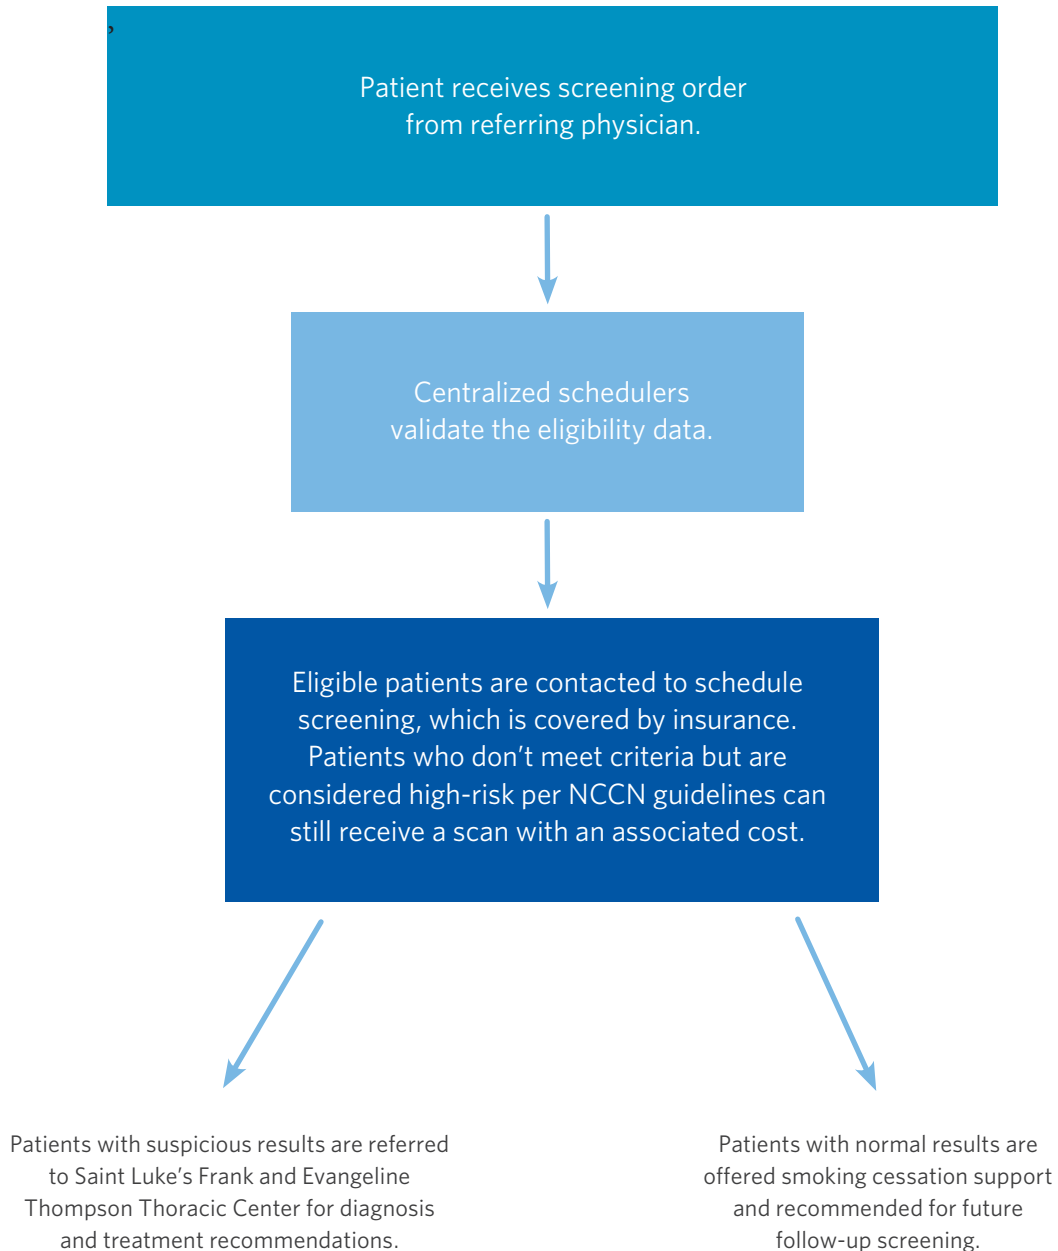 ,
Patient receives screening order
from referring physician.
Centralized schedulers
validate the eligibility data.
Eligible patients are contacted to schedule
screening, which is covered by insurance.
Patients who don’t meet criteria but are
considered high-risk per NCCN guidelines can
still receive a scan with an associated cost.
Patients with suspicious results are referred
to Saint Luke’s Frank and Evangeline
Thompson Thoracic Center for diagnosis
and treatment recommendations.
Patients with normal results are
offered smoking cessation support
and recommended for future
follow-up screening.